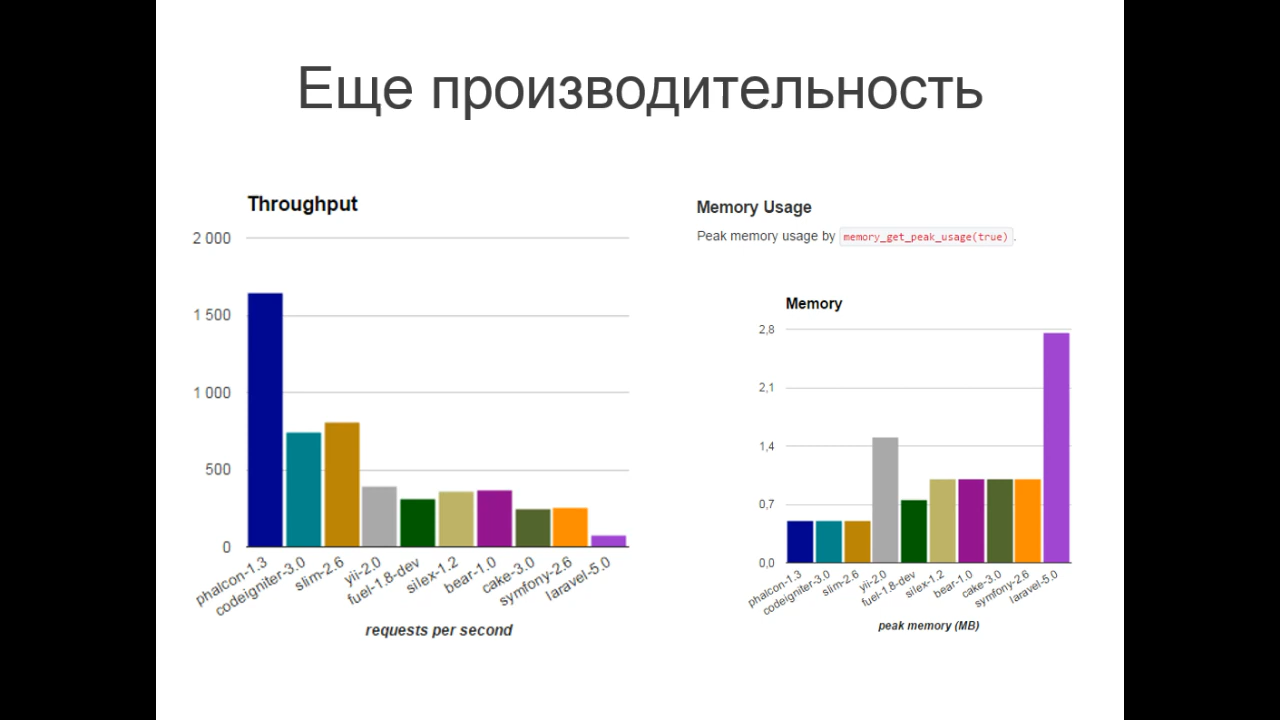 Еще производительность
Throughput
2 000
1 500
1 000
500
0
phalcon-1.3
codeigniter-3.0
slim-2.6
yii-2.0
fuel-1.8-dev
silex-1.2
bear-1.0
cake-3.0
symfony-2.6
laravel-5.0
requests per second
Memory Usage
Peak memory usage by memory_get_peak_usage(true).
Memory
2,8
2,1
1,4
0,7
0,0
phalcon-1.3
codeigniter-3.0
slim-2.6
yii-2.0
fuel-1.8-dev
silex-1.2
bear-1.0
cake-3.0
symfony-2.6
laravel-5.0
peak memory (MB)